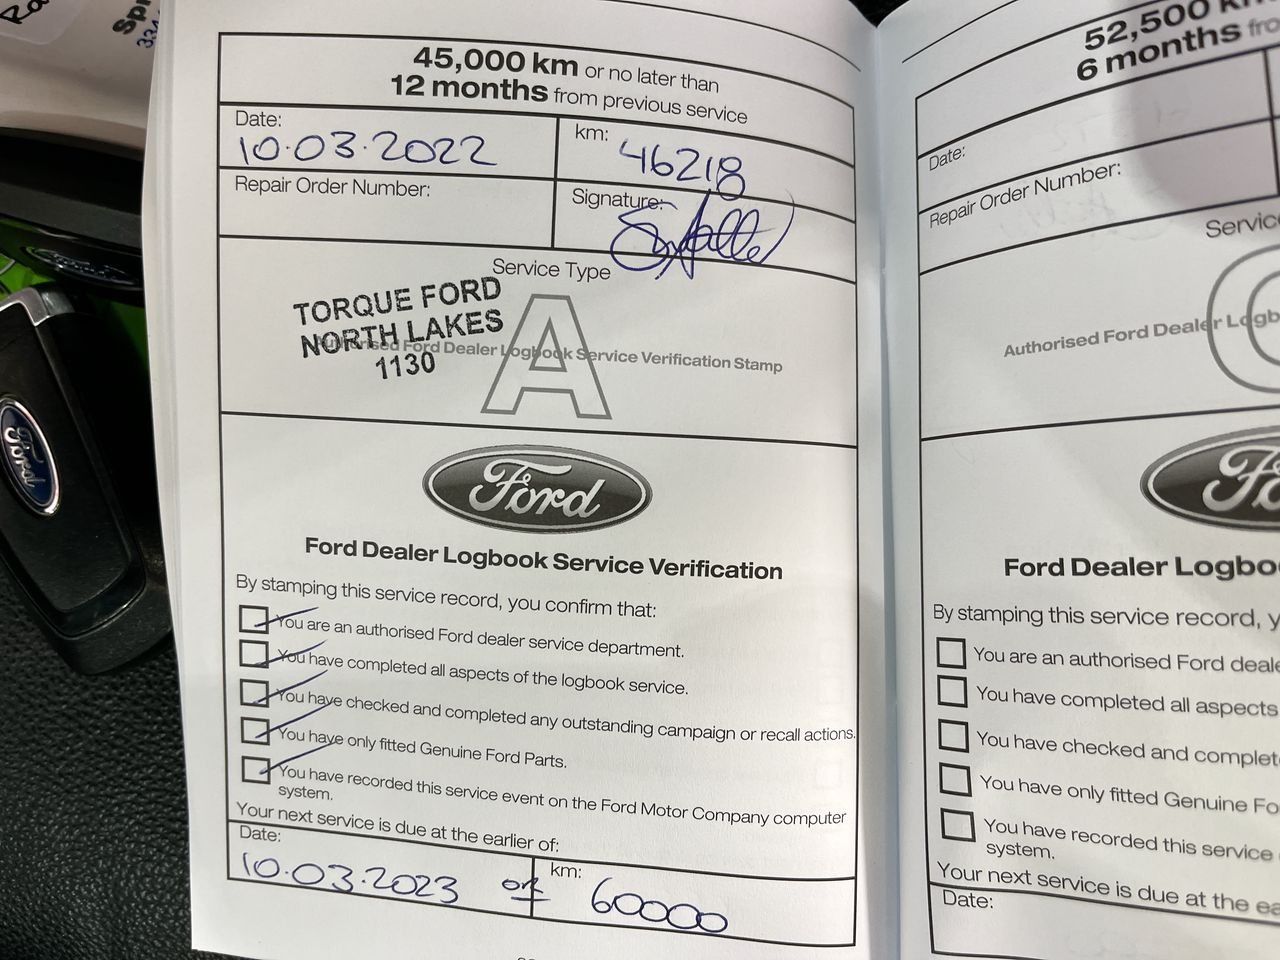 45,000 km or no later than
12 months from previous service
Date:
10.03.2022
km:
46218
Repair Order Number:
Signature:
Service Type
A
TORQUE FORD
NORTH LAKES
1130
Authorised Ford Dealer Logbook Service Verification Stamp
Ford
Ford Dealer Logbook Service Verification
By stamping this service record, you confirm that:
You are an authorised Ford dealer service department.
You have completed all aspects of the logbook service.
You have checked and completed any outstanding campaign or recall actions.
You have only fitted Genuine Ford Parts.
You have recorded this service event on the Ford Motor Company computer
system.
Your next service is due at the earlier of:
Date:
10.03.2023 or
km:
60000
52,500
6 months
Date:
Repair Order Number:
Authorised Ford Dealer
Ford Dealer
By stamping this service record,
You are an authorised Ford
You have completed all aspects
You have checked and
You have only fitted Genuine
You have recorded this service
system.
Your next service is due at the
Date:
Ford